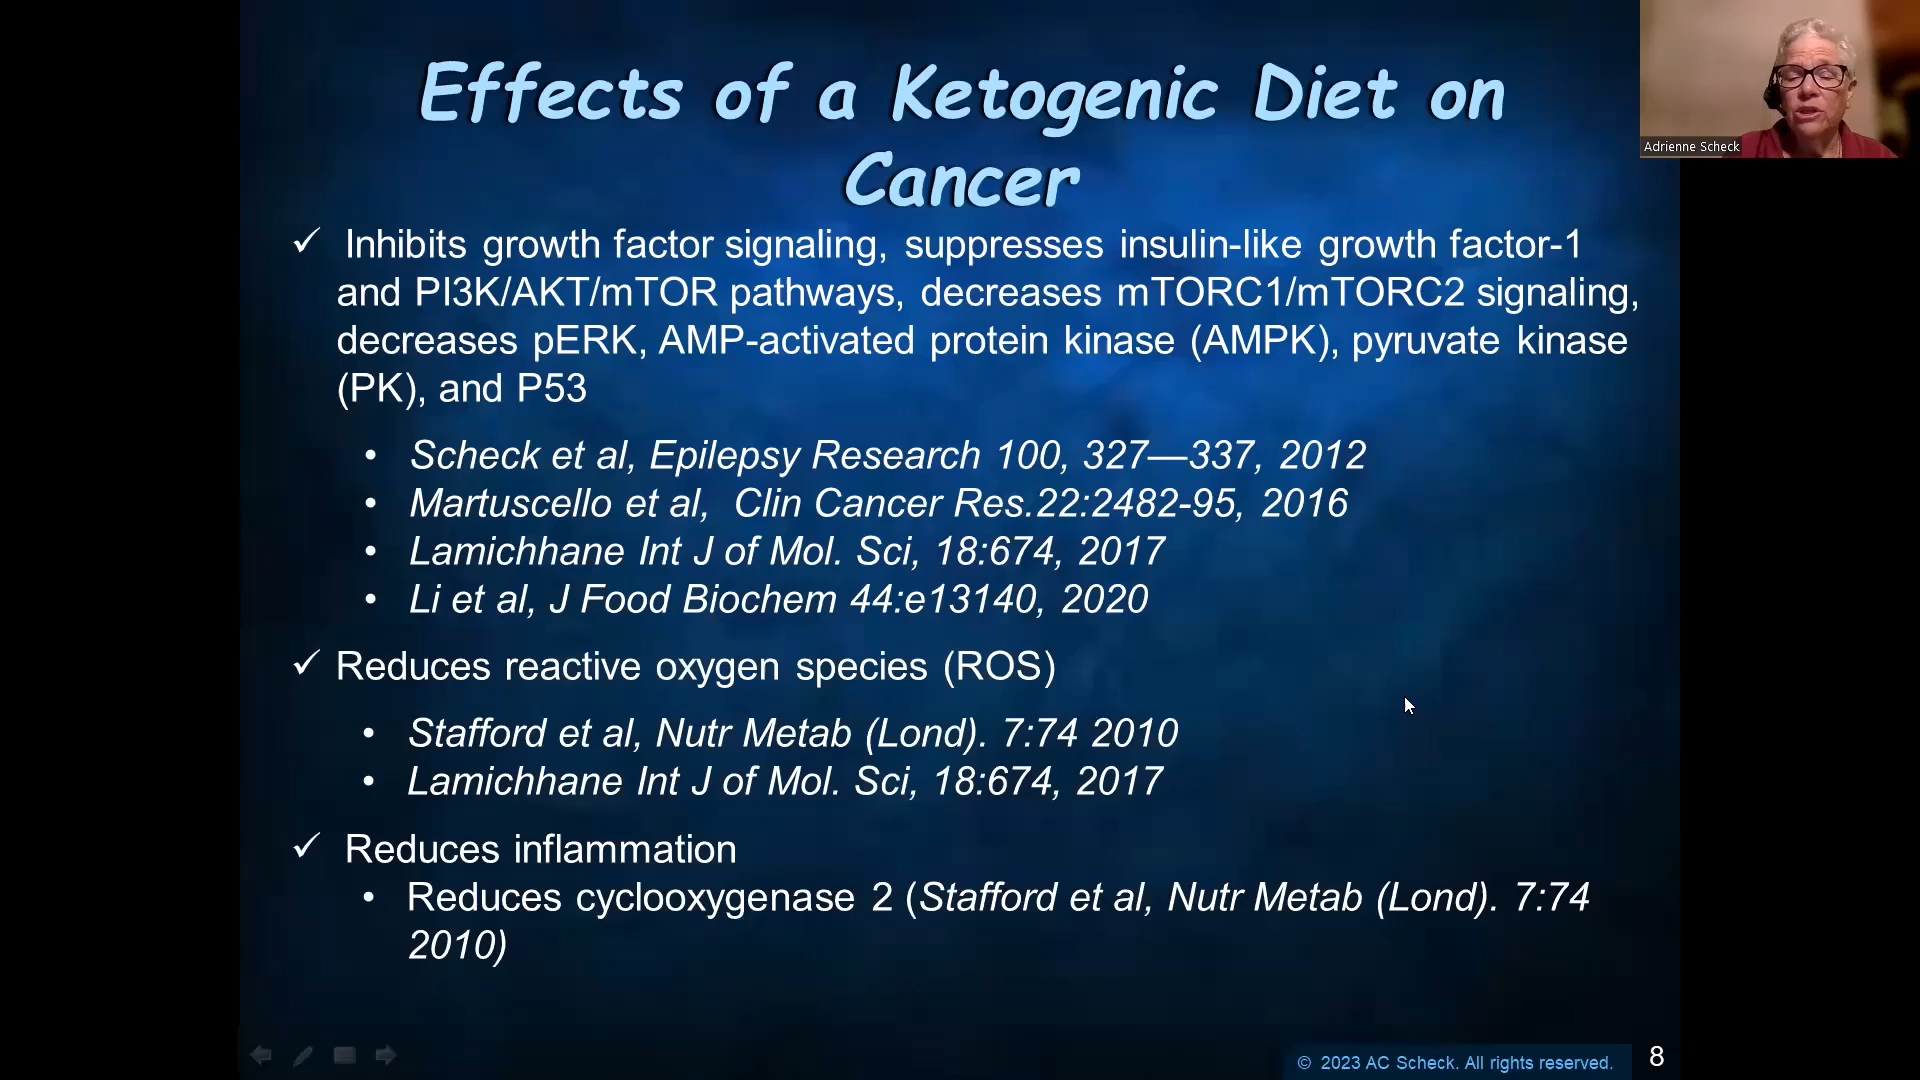 Effects of a Ketogenic Diet on
Cancer
Adrienne Scheck
✓ Inhibits growth factor signaling, suppresses insulin-like growth factor-1
and PI3K/AKT/mTOR pathways, decreases mTORC1/mTORC2 signaling,
decreases pERK, AMP-activated protein kinase (AMPK), pyruvate kinase
(PK), and P53
• Scheck et al, Epilepsy Research 100, 327—337, 2012
• Martuscello et al, Clin Cancer Res.22:2482-95, 2016
• Lamichhane Int J of Mol. Sci, 18:674, 2017
• Li et al, J Food Biochem 44:e13140, 2020
✓ Reduces reactive oxygen species (ROS)
• Stafford et al, Nutr Metab (Lond). 7:74 2010
• Lamichhane Int J of Mol. Sci, 18:674, 2017
✓ Reduces inflammation
• Reduces cyclooxygenase 2 (Stafford et al, Nutr Metab (Lond). 7:74
2010)
© 2023 AC Scheck. All rights reserved.
8